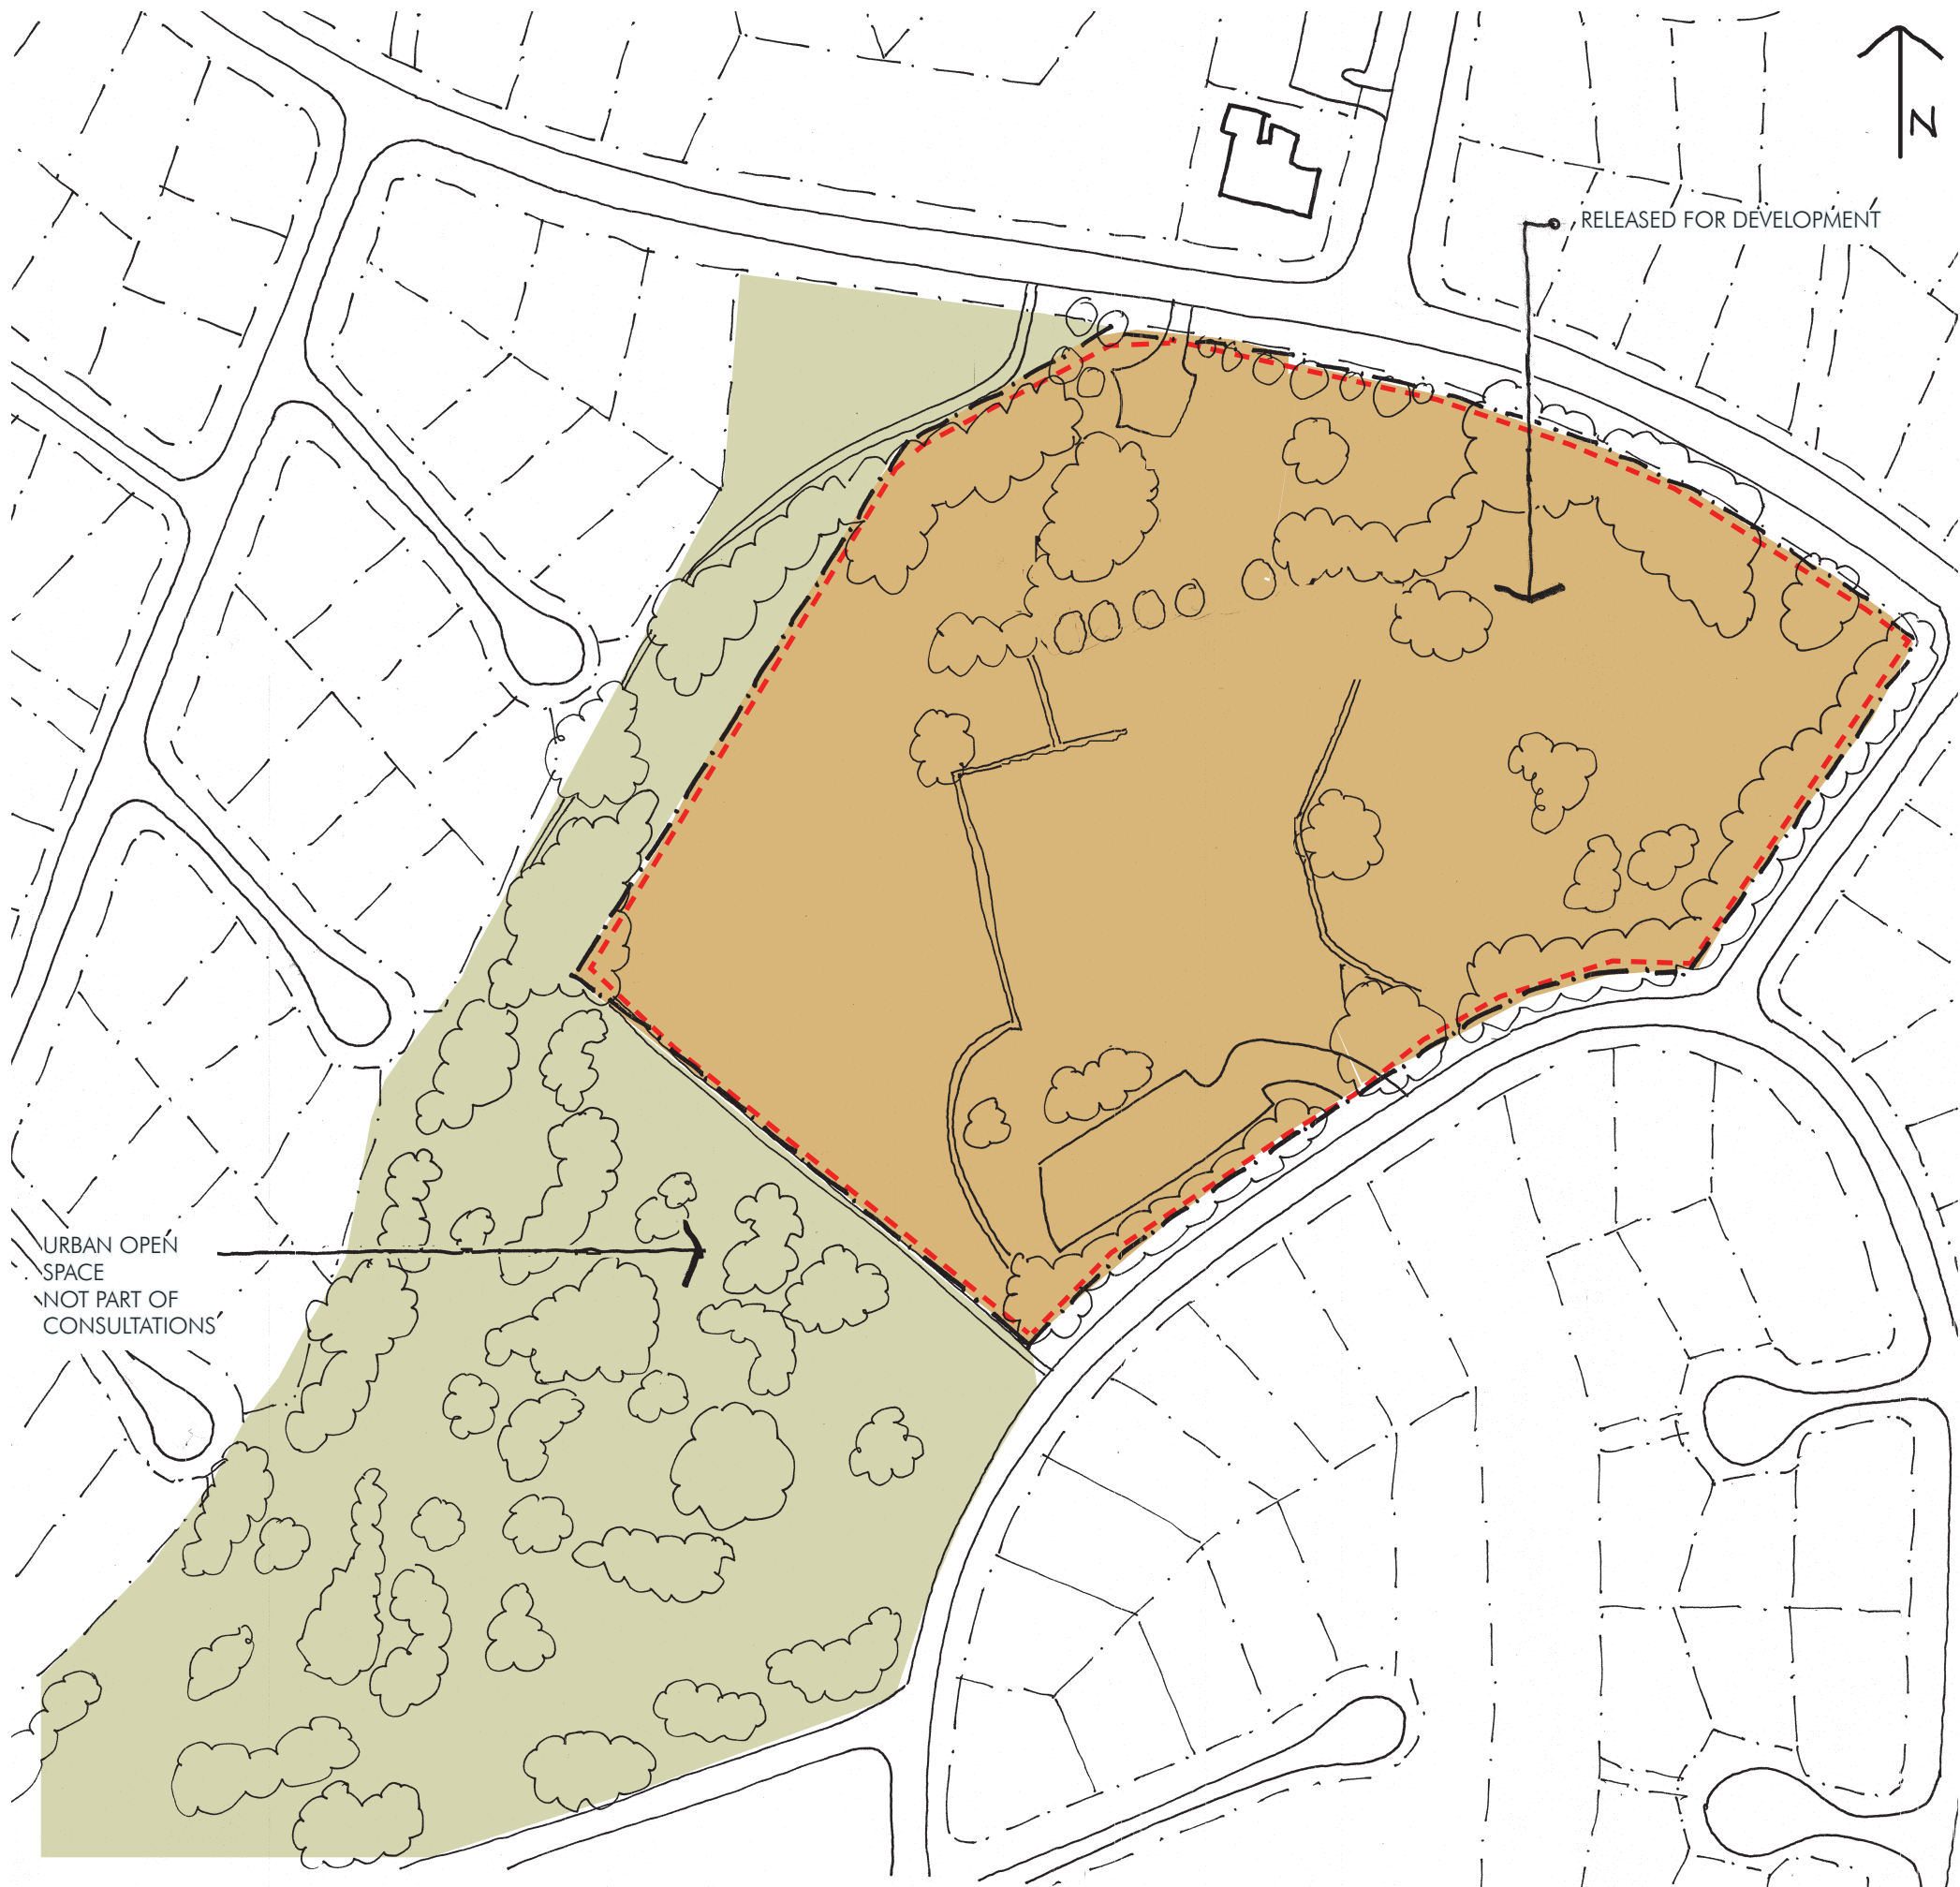 N
RELEASED FOR DEVELOPMENT
URBAN OPEN
SPACE
NOT PART OF
CONSULTATIONS